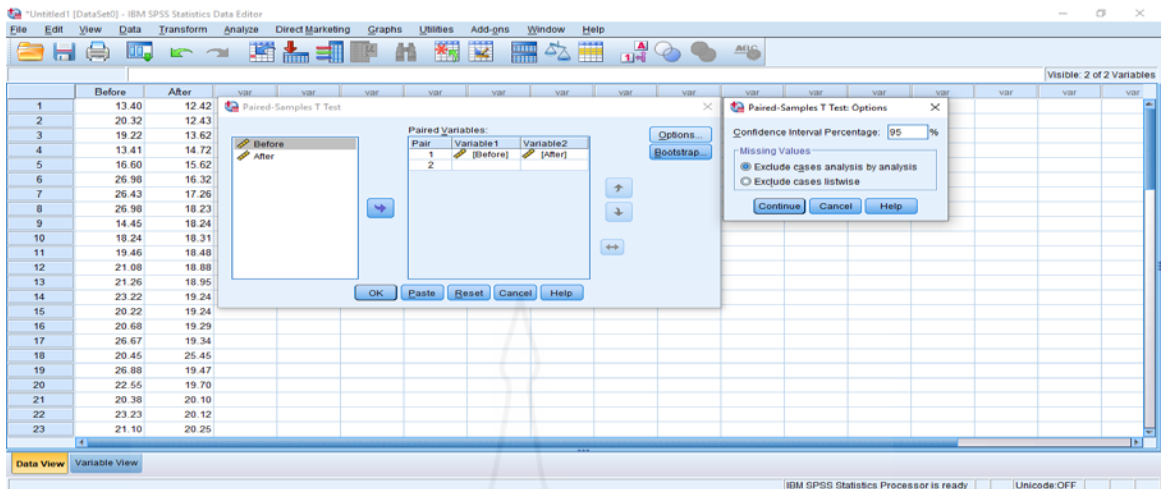 *Untitled1 [DataSet0] - IBM SPSS Statistics Data Editor
File Edit View Data Transform Analyze Direct Marketing Graphs Utilities Add-ons Window Help
Visible: 2 of 2 Variables
Before After var var var var var var var var var var var var var
1 13.40 12.42
2 20.32 12.43
3 19.22 13.62
4 13.41 14.72
5 16.60 15.62
6 26.98 16.32
7 26.43 17.26
8 26.98 18.23
9 14.45 18.24
10 18.24 18.31
11 19.46 18.48
12 21.08 18.88
13 21.26 18.95
14 23.22 19.24
15 20.22 19.24
16 20.68 19.29
17 26.67 19.34
18 20.45 25.45
19 26.88 19.47
20 22.55 19.70
21 20.38 20.10
22 23.23 20.12
23 21.10 20.25
Paired-Samples T Test
Before
After
Paired Variables:
Pair Variable1 Variable2
1 [Before] [After]
2
Options...
Bootstrap...
OK Paste Reset Cancel Help
Paired-Samples T Test: Options
Confidence Interval Percentage: 95 %
Missing Values
Exclude cases analysis by analysis
Exclude cases listwise
Continue Cancel Help
Data View Variable View
IBM SPSS Statistics Processor is ready Unicode:OFF